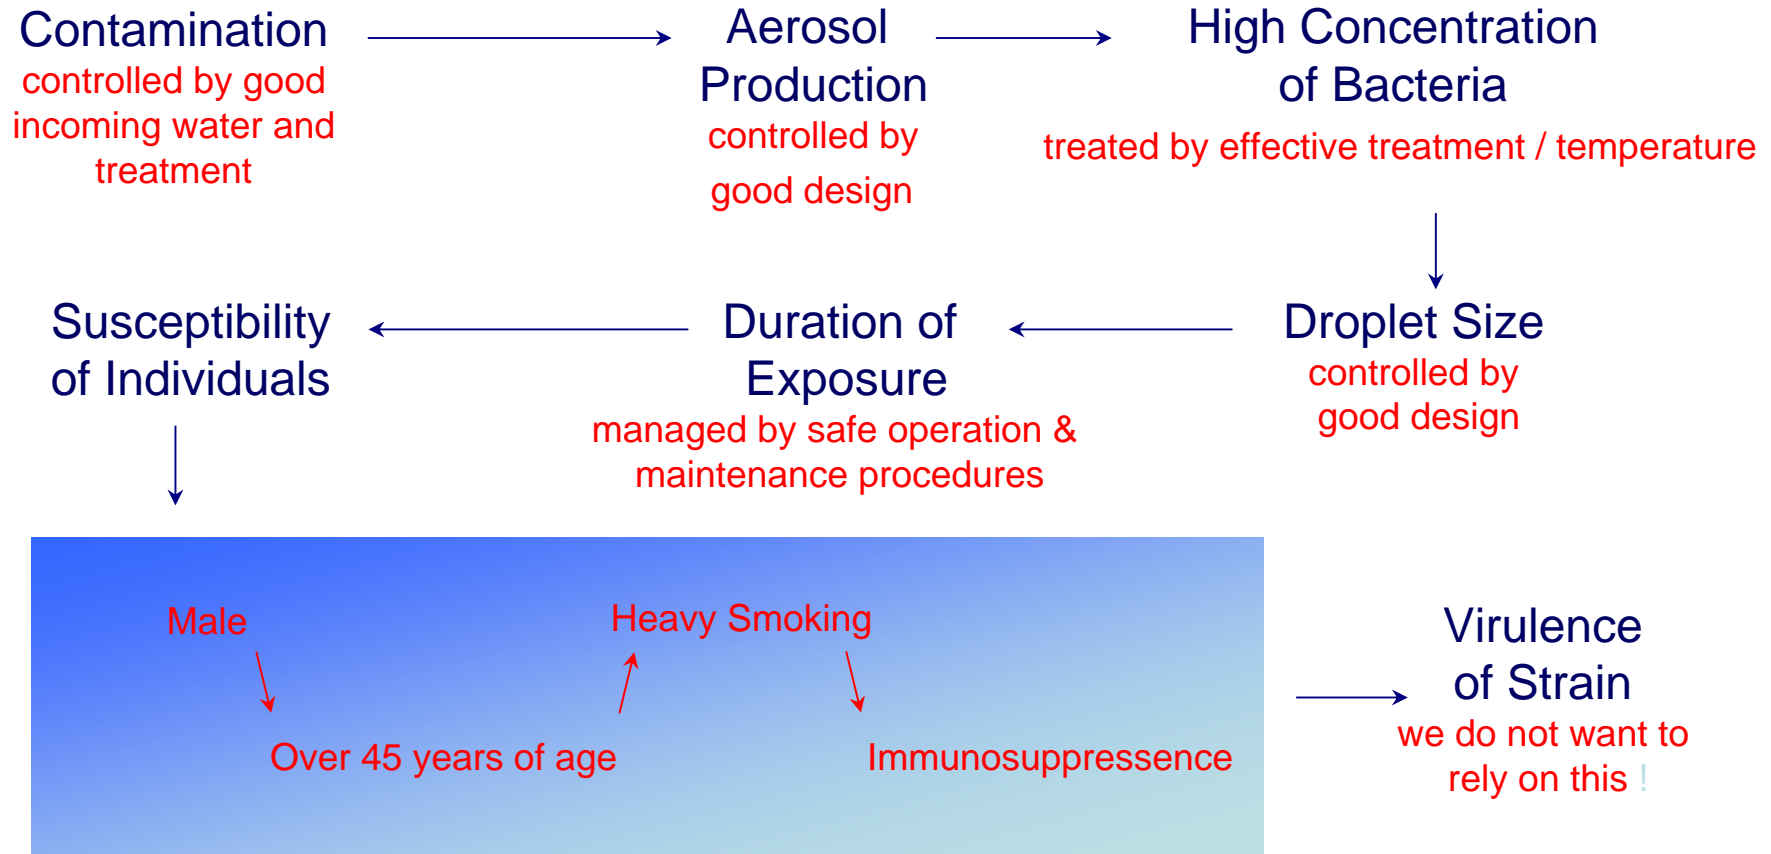 Contamination
controlled by good
incoming water and
treatment
Aerosol
Production
controlled by
good design
High Concentration
of Bacteria
treated by effective treatment / temperature
Susceptibility
of Individuals
Duration of
Exposure
managed by safe operation &
maintenance procedures
Droplet Size
controlled by
good design
Male
Heavy Smoking
Over 45 years of age
Immunosuppressence
Virulence
of Strain
we do not want to
rely on this !